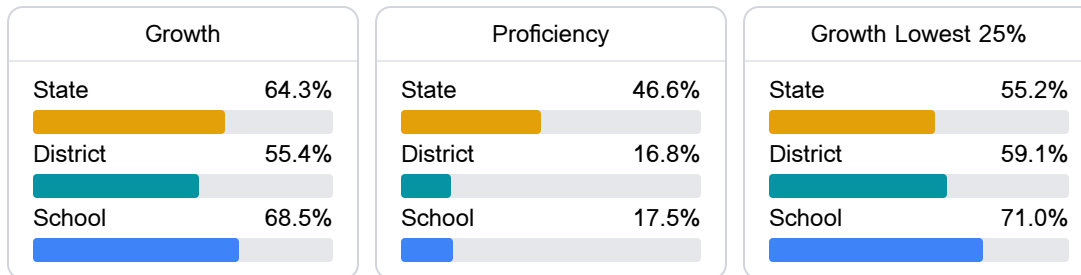 Growth
State 64.3%
District 55.4%
School 68.5%
Proficiency
State 46.6%
District 16.8%
School 17.5%
Growth Lowest 25%
State 55.2%
District 59.1%
School 71.0%